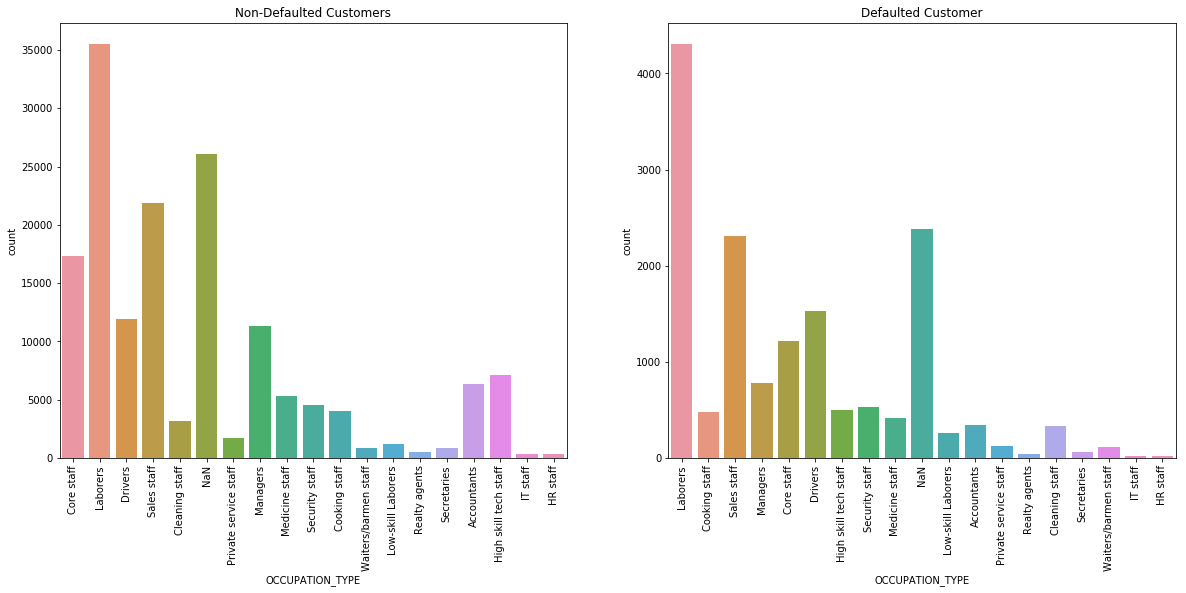 Non-Defaulted Customers
35000
30000
25000
20000
15000
10000
5000
0
count
Core staff
Laborers
Drivers
Sales staff
Cleaning staff
NaN
Private service staff
Managers
Medicine staff
Security staff
Cooking staff
Waiters/barmen staff
Low-skill Laborers
Realty agents
Secretaries
Accountants
High skill tech staff
IT staff
HR staff
OCCUPATION_TYPE
Defaulted Customer
4000
3000
2000
1000
0
count
Laborers
Cooking staff
Sales staff
Managers
Core staff
Drivers
High skill tech staff
Security staff
Medicine staff
NaN
Low-skill Laborers
Accountants
Private service staff
Realty agents
Cleaning staff
Secretaries
Waiters/barmen staff
IT staff
HR staff
OCCUPATION_TYPE